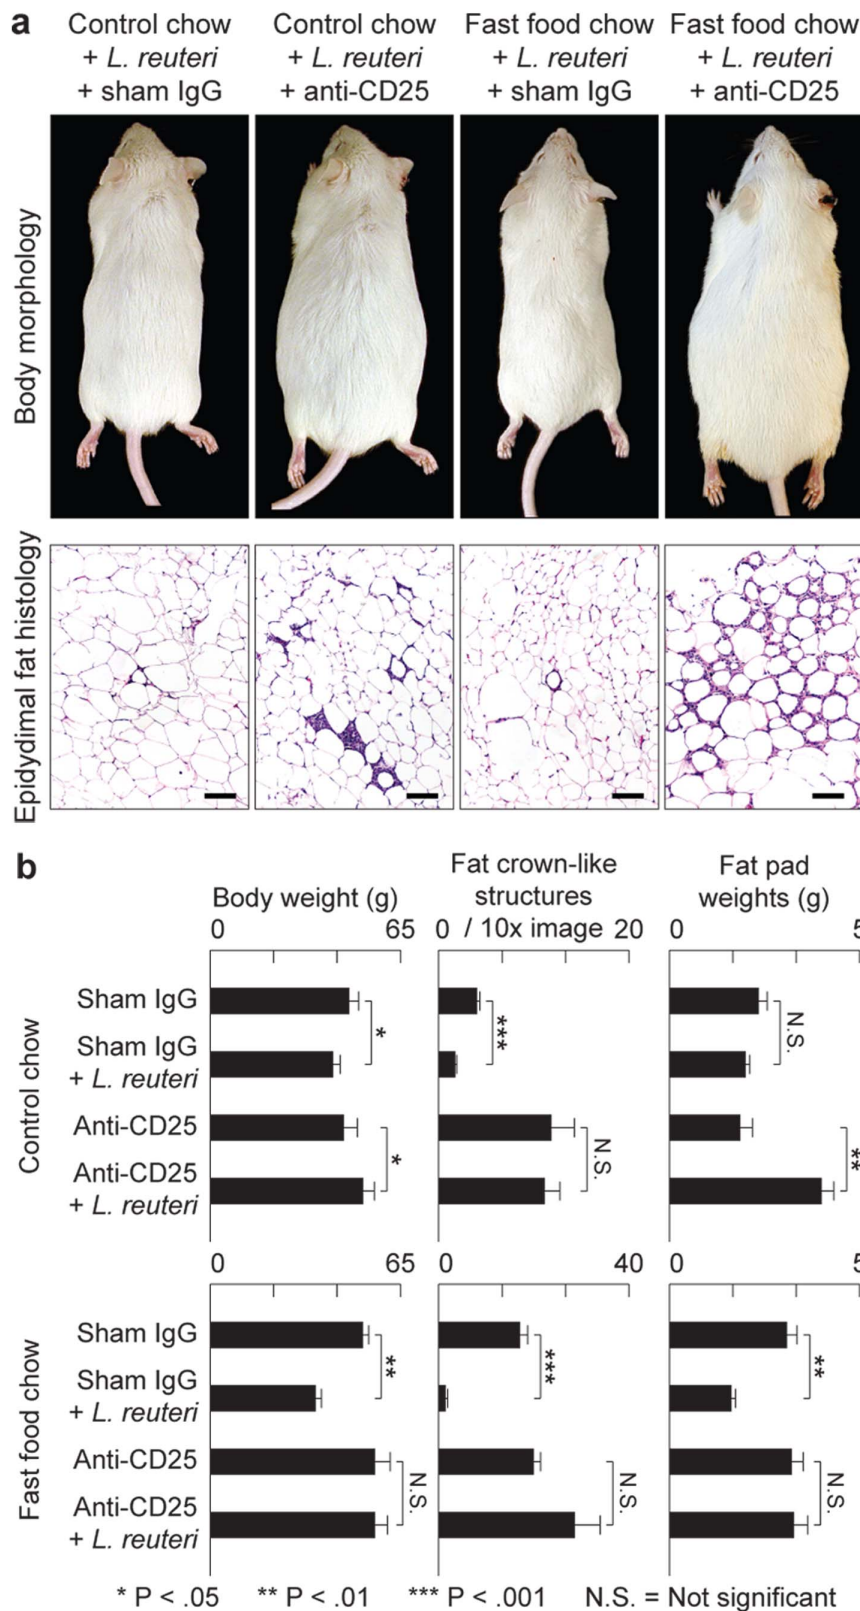 a
Control chow
+ L. reuteri
+ sham IgG
Control chow
+ L. reuteri
+ anti-CD25
Fast food chow
+ L. reuteri
+ sham IgG
Fast food chow
+ L. reuteri
+ anti-CD25
Body morphology
Epidydimal fat histology
b
Body weight (g)
Fat crown-like
structures
/ 10x image
Fat pad
weights (g)
0 65
0 20
0 5
Control chow
Sham IgG
Sham IgG
+ L. reuteri
Anti-CD25
Anti-CD25
+ L. reuteri
*
*
***
N.S.
N.S.
**
0 65
0 40
0 5
Fast food chow
Sham IgG
Sham IgG
+ L. reuteri
Anti-CD25
Anti-CD25
+ L. reuteri
**
N.S.
***
N.S.
**
N.S.
* P < .05 ** P < .01 *** P < .001 N.S. = Not significant